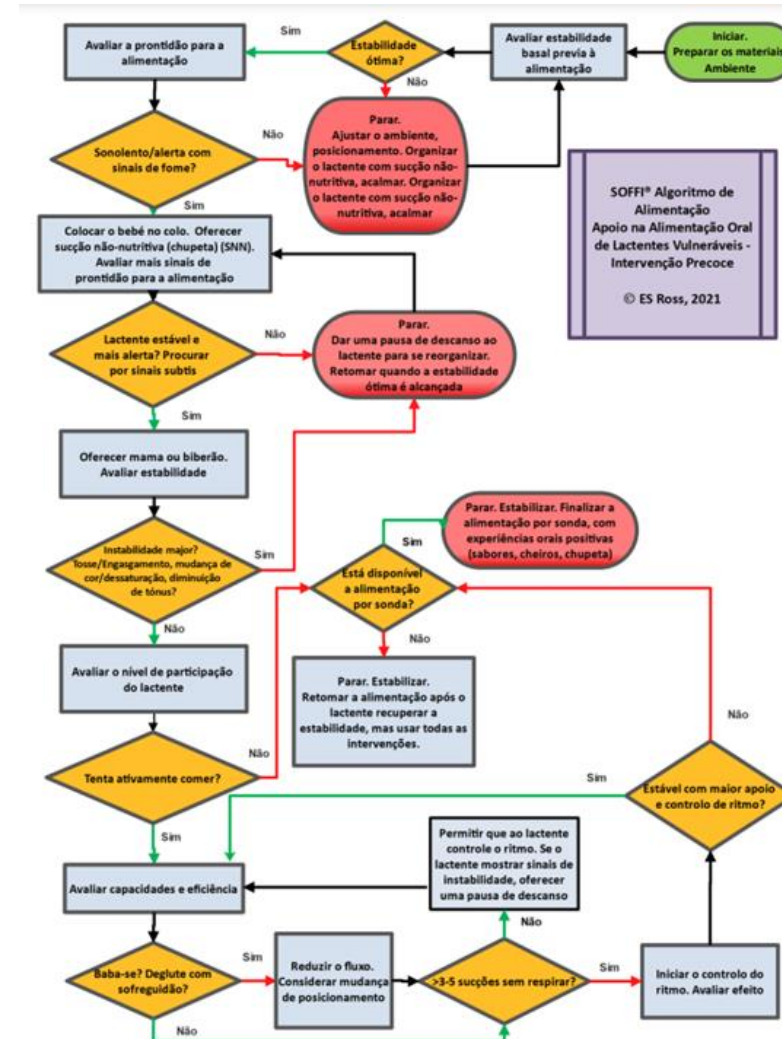 Iniciar.
Preparar os materiais
Ambiente
Avaliar estabilidade
basal previa à
alimentação
Estabilidade
ótima?
Sim
Não
Avaliar a prontidão para a
alimentação
Parar.
Ajustar o ambiente,
posicionamento. Organizar
o lactente com sucção não-
nutritiva, acalmar. Organizar
o lactente com sucção não-
nutritiva, acalmar
Sonolento/alerta com
sinais de fome?
Não
Sim
SOFFI® Algoritmo de
Alimentação
Apoio na Alimentação Oral
de Lactentes Vulneráveis -
Intervenção Precoce
© ES Ross, 2021
Colocar o bebé no colo. Oferecer
sucção não-nutritiva (chupeta) (SNN).
Avaliar mais sinais de
prontidão para a alimentação
Lactente estável e
mais alerta? Procurar
por sinais subtis
Não
Sim
Parar.
Dar uma pausa de descanso ao
lactente para se reorganizar.
Retomar quando a estabilidade
ótima é alcançada
Oferecer mama ou biberão.
Avaliar estabilidade
Instabilidade major?
Tosse/Engasgamento, mudança de
cor/dessaturação, diminuição
de tónus?
Sim
Não
Parar. Estabilizar. Finalizar a
alimentação por sonda, com
experiências orais positivas
(sabores, cheiros, chupeta)
Sim
Está disponível
a alimentação
por sonda?
Não
Avaliar o nível de participação
do lactente
Parar. Estabilizar.
Retomar a alimentação após o
lactente recuperar a
estabilidade, mas usar todas as
intervenções.
Tenta ativamente comer?
Não
Sim
Não
Sim
Estável com maior apoio
e controlo de ritmo?
Avaliar capacidades e eficiência
Permitir que ao lactente
controle o ritmo. Se o
lactente mostrar sinais de
instabilidade, oferecer
uma pausa de descanso
Não
Baba-se? Deglute com
sofreguidão?
Sim
Não
Reduzir o fluxo.
Considerar mudança
de posicionamento
>3-5 sucções sem respirar?
Sim
Iniciar o controlo do
ritmo. Avaliar efeito